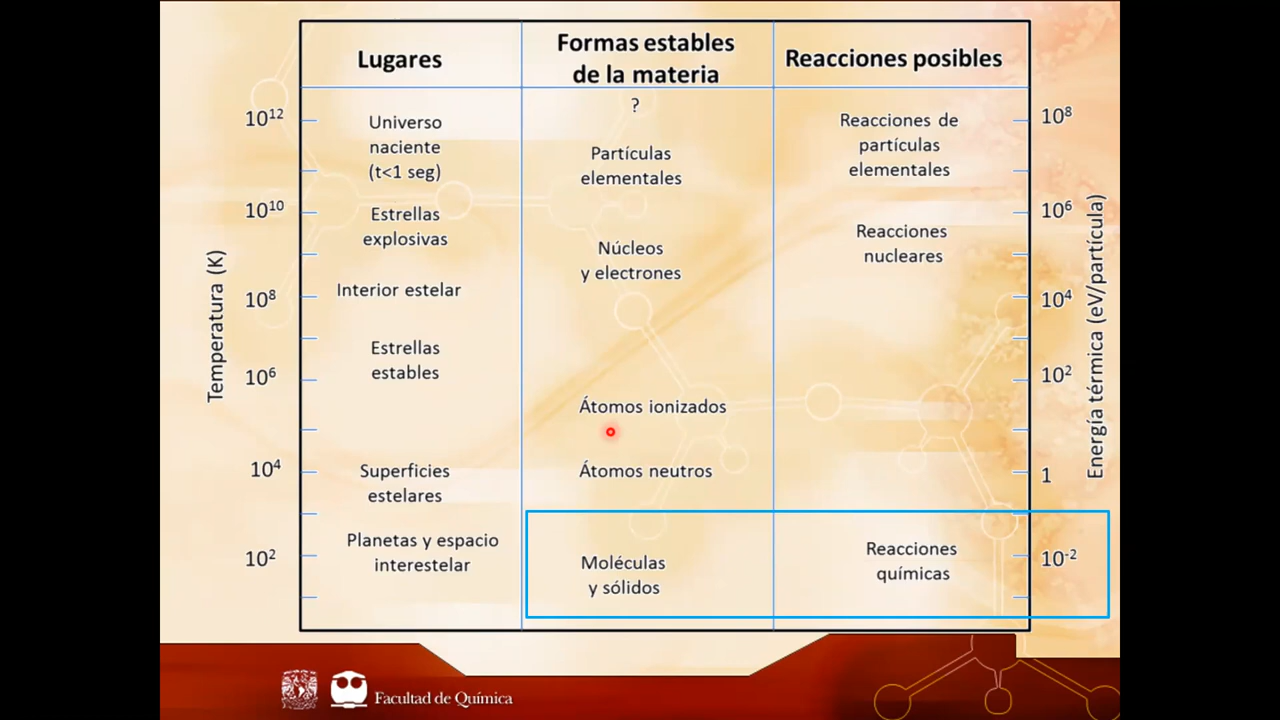 Lugares
Formas estables
de la materia
Reacciones posibles
Temperatura (K)
10¹²
10¹⁰
10⁸
10⁶
10⁴
10²
Universo
naciente
(t<1 seg)
Estrellas
explosivas
Interior estelar
Estrellas
estables
Superficies
estelares
Planetas y espacio
interestelar
?
Partículas
elementales
Núcleos
y electrones
Átomos ionizados
Átomos neutros
Moléculas
y sólidos
Reacciones de
partículas
elementales
Reacciones
nucleares
Reacciones
químicas
10⁸
10⁶
10⁴
10²
1
10⁻²
Energía térmica (eV/partícula)
Facultad de Química